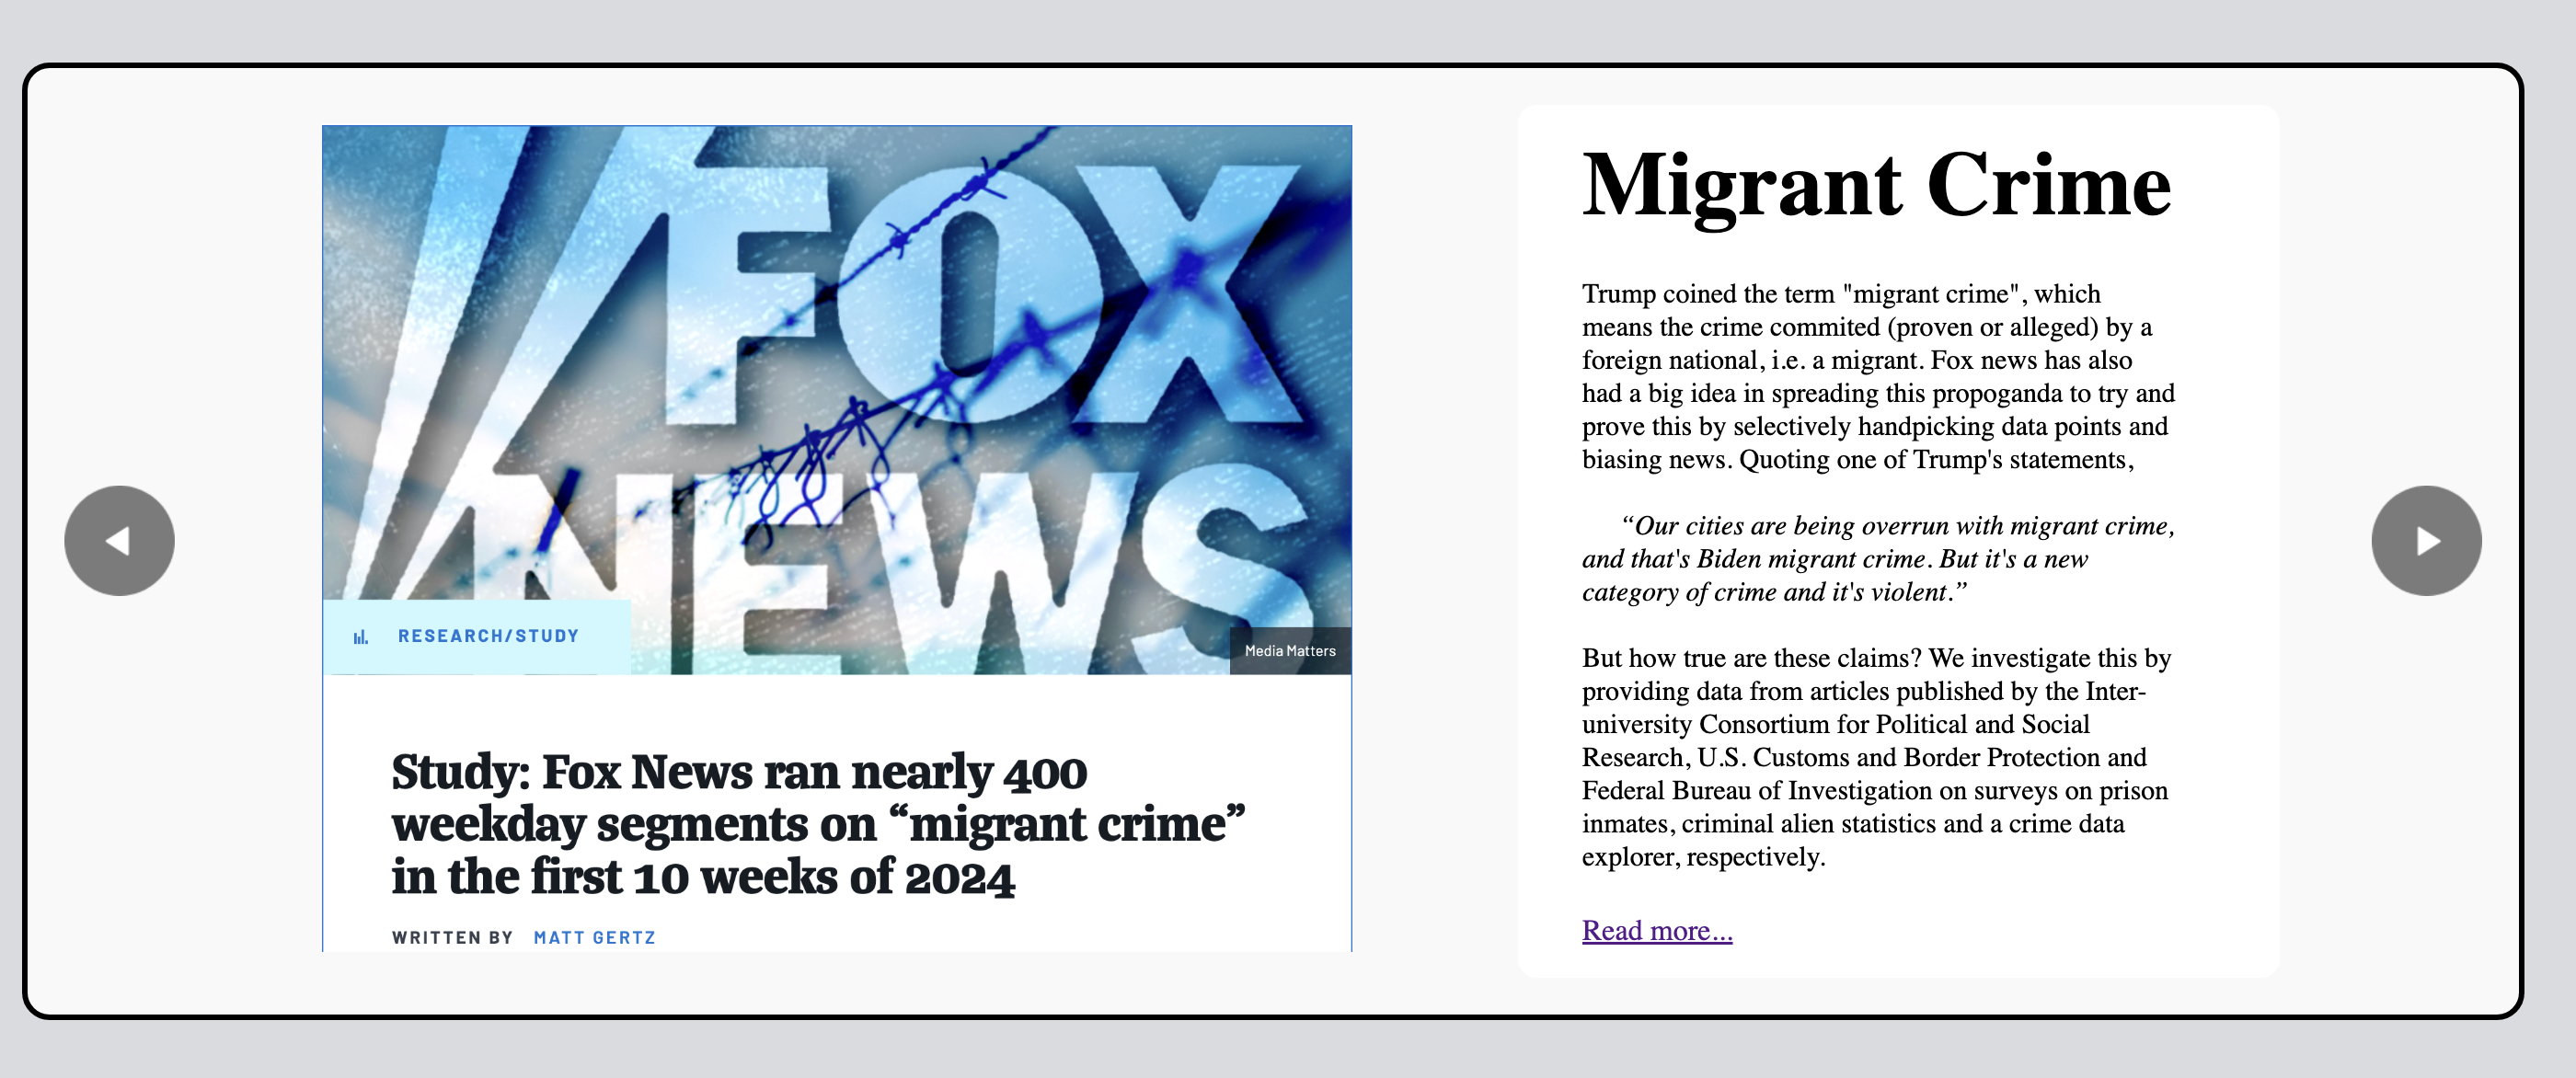 FOX
NEWS
RESEARCH/STUDY
Media Matters
Study: Fox News ran nearly 400
weekday segments on “migrant crime”
in the first 10 weeks of 2024
WRITTEN BY MATT GERTZ
Migrant Crime
Trump coined the term "migrant crime", which
means the crime commited (proven or alleged) by a
foreign national, i.e. a migrant. Fox news has also
had a big idea in spreading this propoganda to try and
prove this by selectively handpicking data points and
biasing news. Quoting one of Trump's statements,
“Our cities are being overrun with migrant crime,
and that's Biden migrant crime. But it's a new
category of crime and it's violent.”
But how true are these claims? We investigate this by
providing data from articles published by the Inter-
university Consortium for Political and Social
Research, U.S. Customs and Border Protection and
Federal Bureau of Investigation on surveys on prison
inmates, criminal alien statistics and a crime data
explorer, respectively.
Read more...